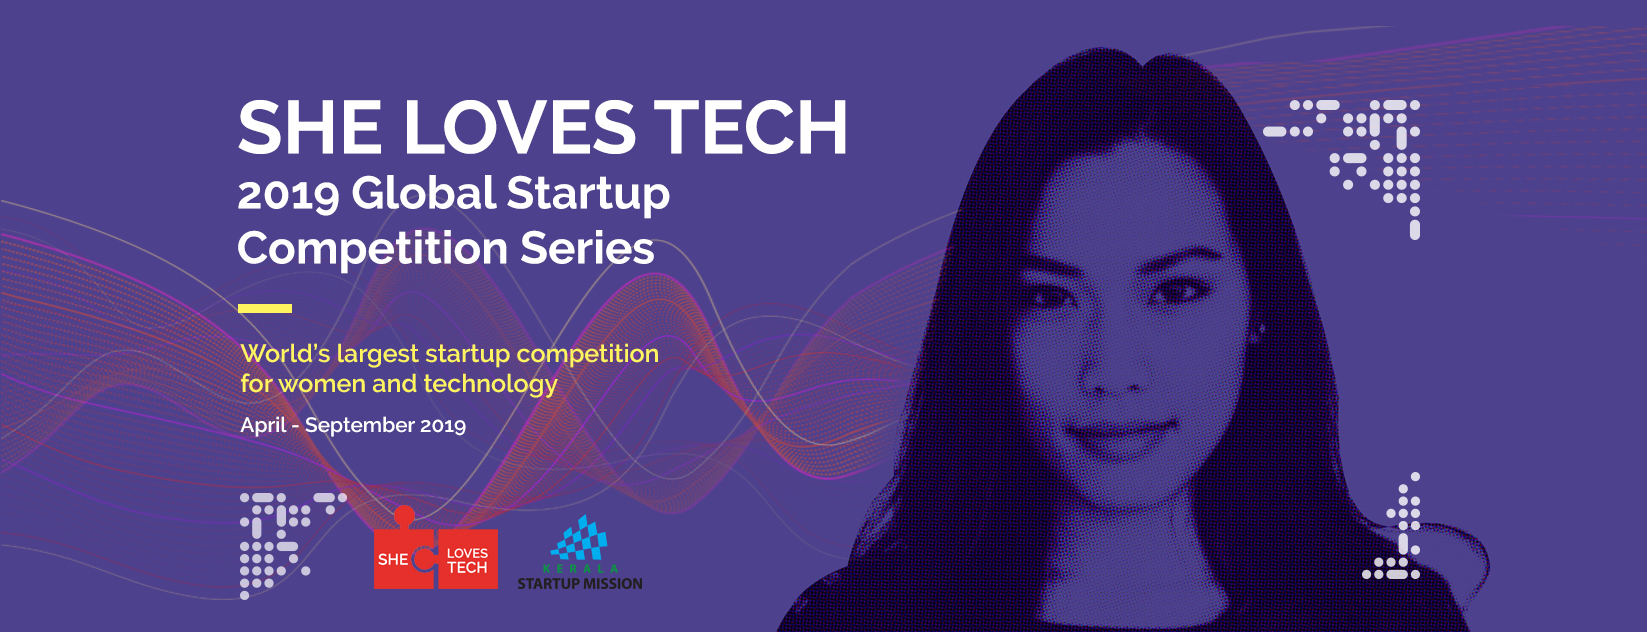 SHE LOVES TECH
2019 Global Startup
Competition Series
World's largest startup competition
for women and technology
April - September 2019
SHE
LOVES
TECH
KERALA
STARTUP MISSION